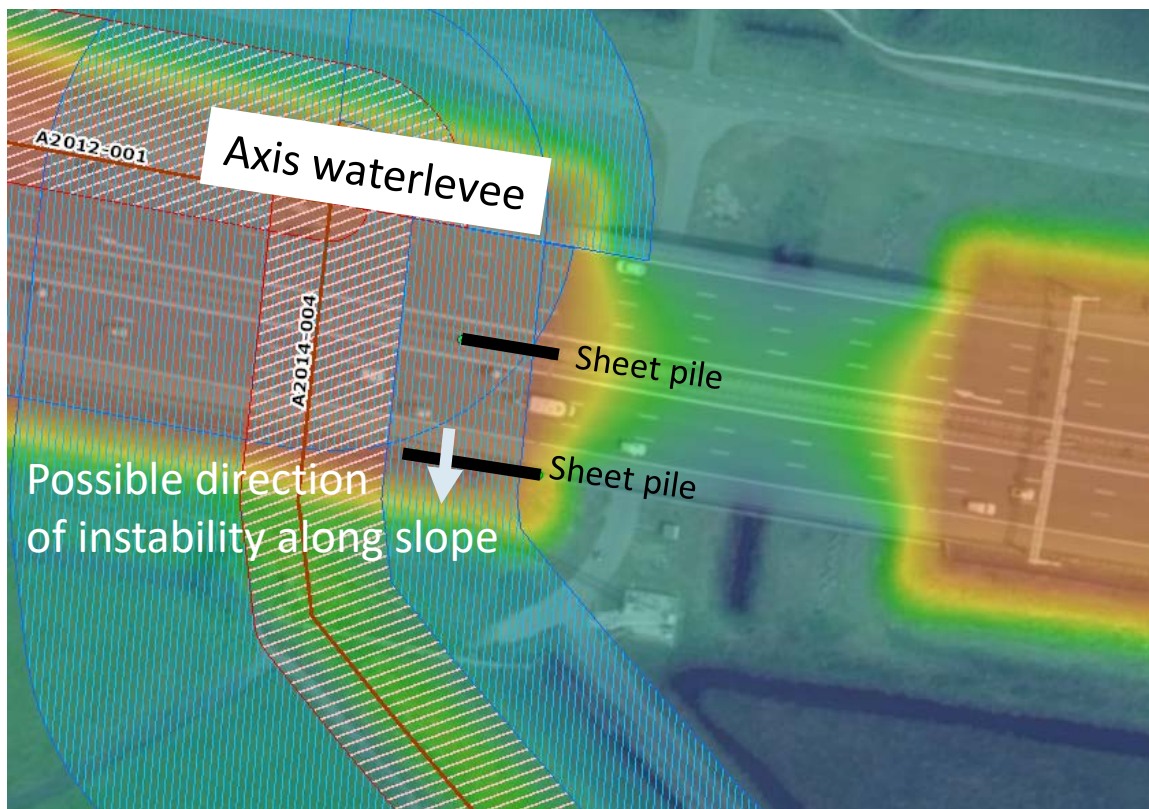 A2012-001
Axis waterlevee
A2014-004
Sheet pile
Sheet pile
Possible direction
of instability along slope